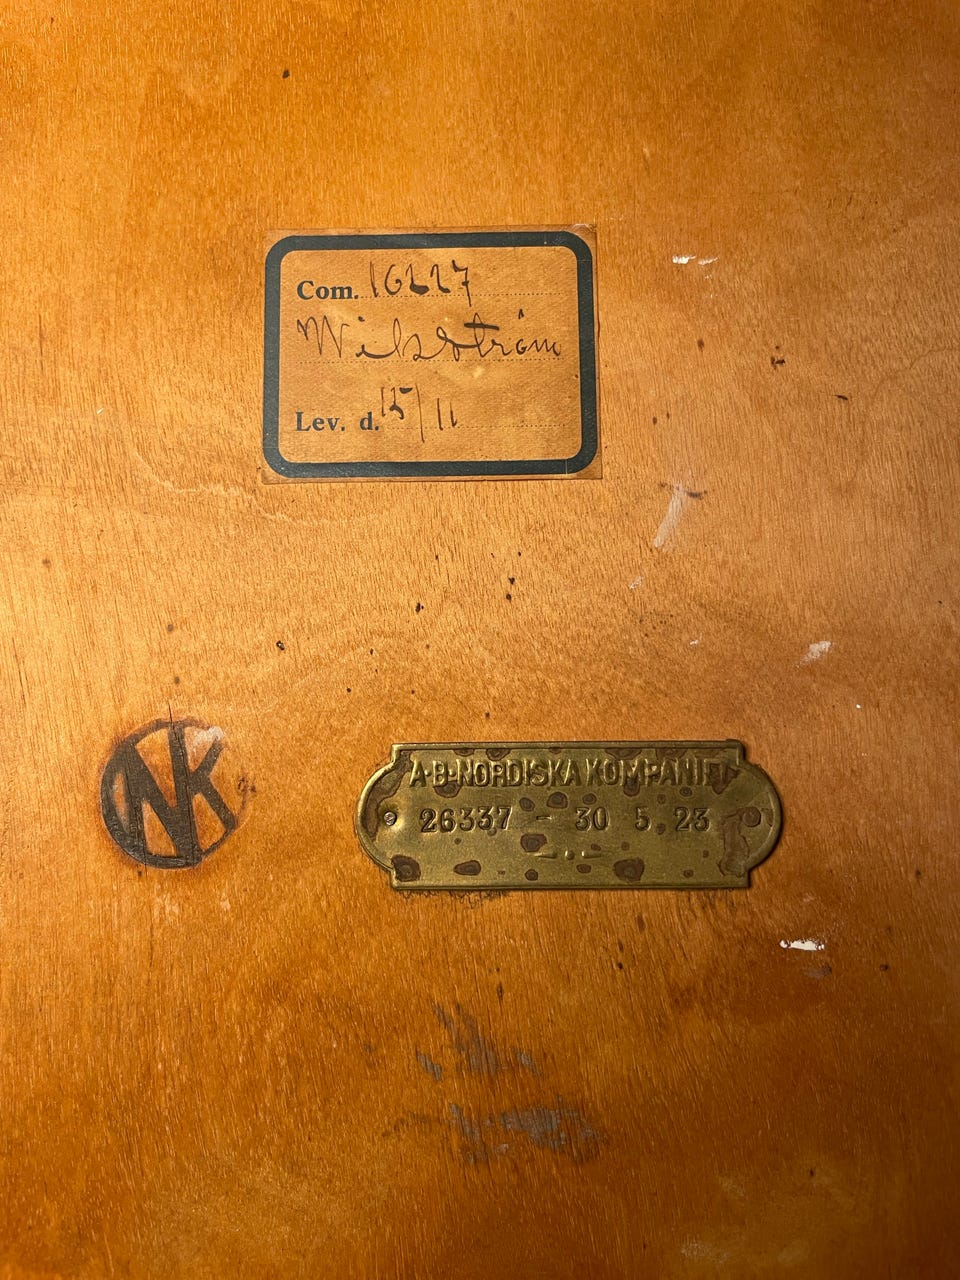 Com. 16227
Wikström
Lev. d. 15/11
NK
A·B·NORDISKA KOMPANIET
26337 - 30 5, 23